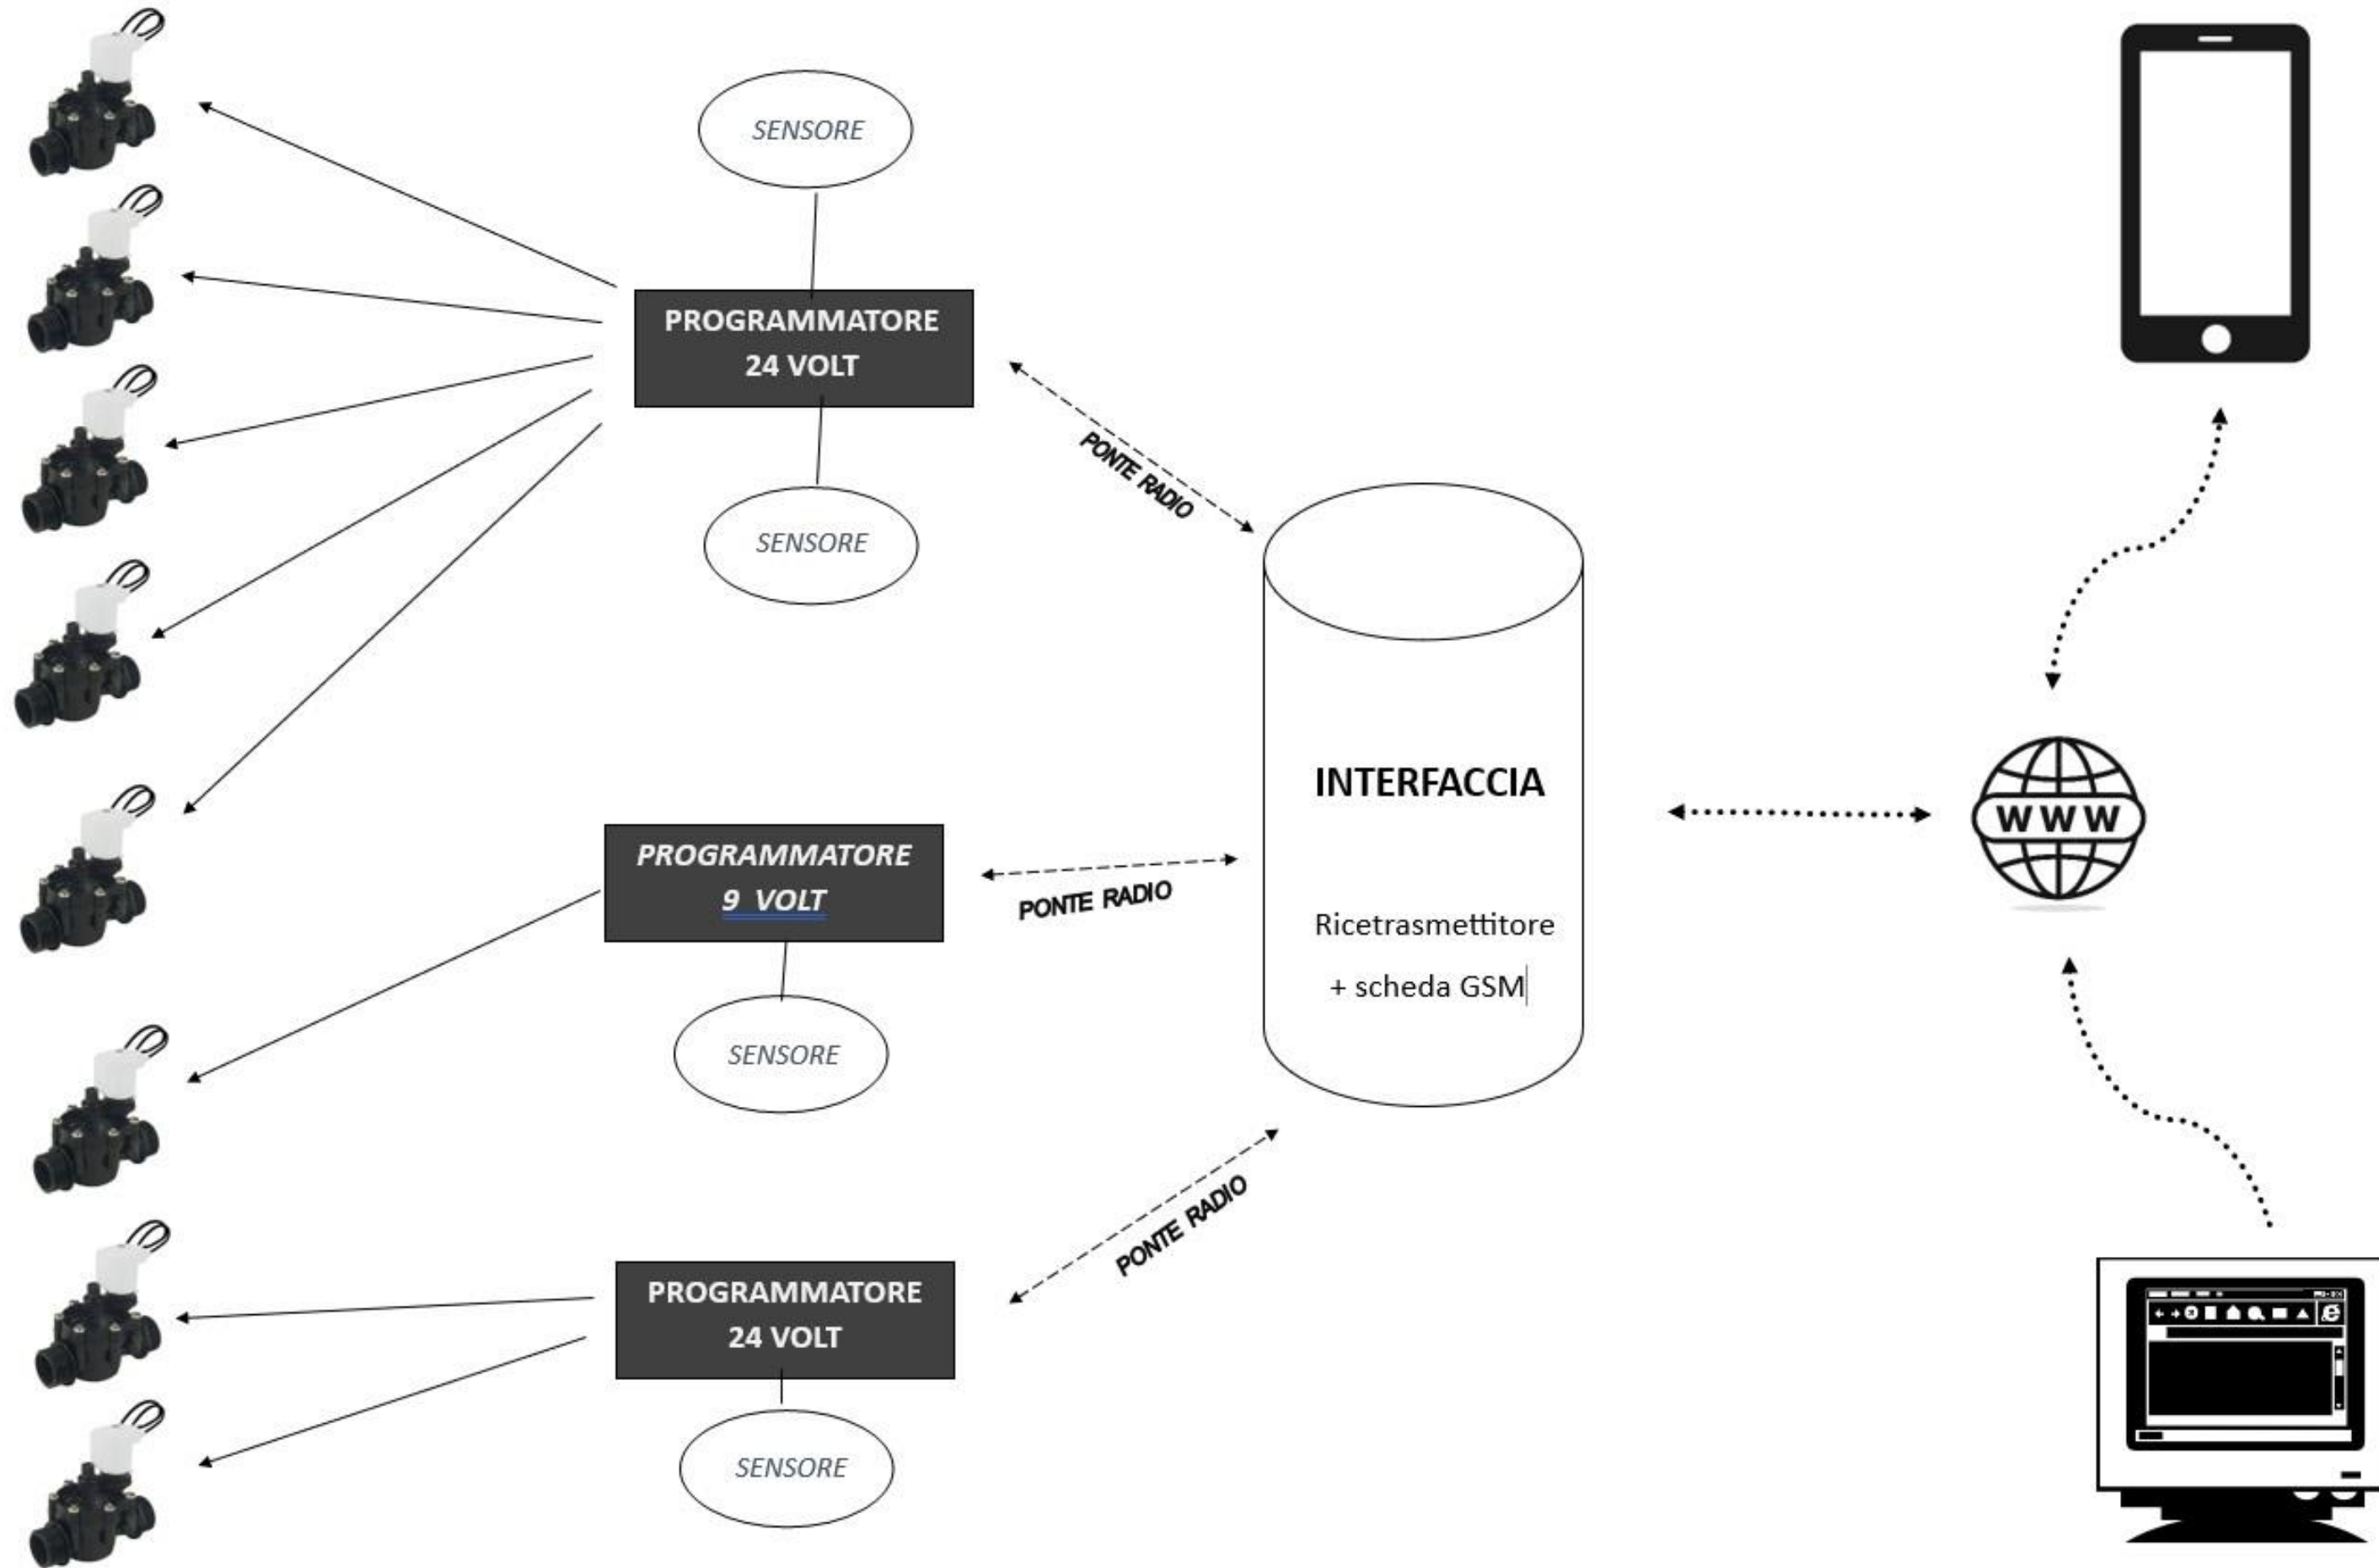 SENSORE
PROGRAMMATORE
24 VOLT
SENSORE
PONTE RADIO
INTERFACCIA
Ricetrasmettitore
+ scheda GSM
WWW
PROGRAMMATORE
9 VOLT
PONTE RADIO
SENSORE
PONTE RADIO
PROGRAMMATORE
24 VOLT
SENSORE